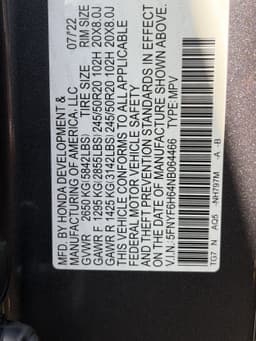 MFD. BY HONDA DEVELOPMENT & 07/22
MANUFACTURING OF AMERICA, LLC
GVWR 2650 KG(5842LBS) TIRE SIZE RIM SIZE
GAWR F 1295 KG(2855LBS) 245/50R20 102H 20X8.0J
GAWR R 1425 KG(3142LBS) 245/50R20 102H 20X8.0J
THIS VEHICLE CONFORMS TO ALL APPLICABLE
FEDERAL MOTOR VEHICLE SAFETY
AND THEFT PREVENTION STANDARDS IN EFFECT
ON THE DATE OF MANUFACTURE SHOWN ABOVE.
V.I.N. 5FNYF6H64NB064466 TYPE:MPV
TG7 N AQ5 -NH797M -A -B